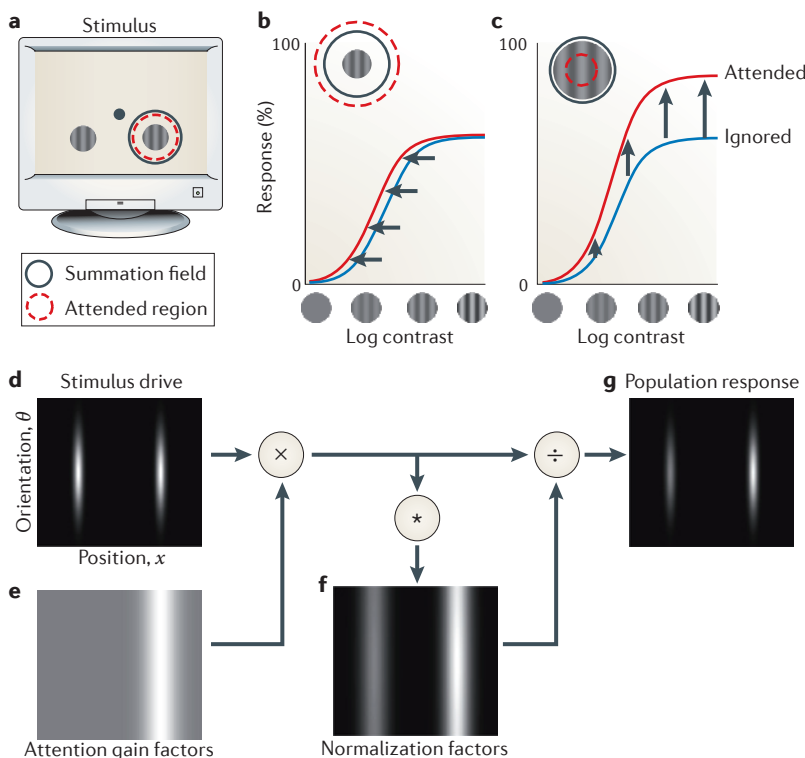 a
Stimulus
Summation field
Attended region
b
100
Response (%)
0
Log contrast
c
100
Attended
Ignored
0
Log contrast
d
Stimulus drive
Orientation, θ
Position, x
×
÷
*
g Population response
e
Attention gain factors
f
Normalization factors